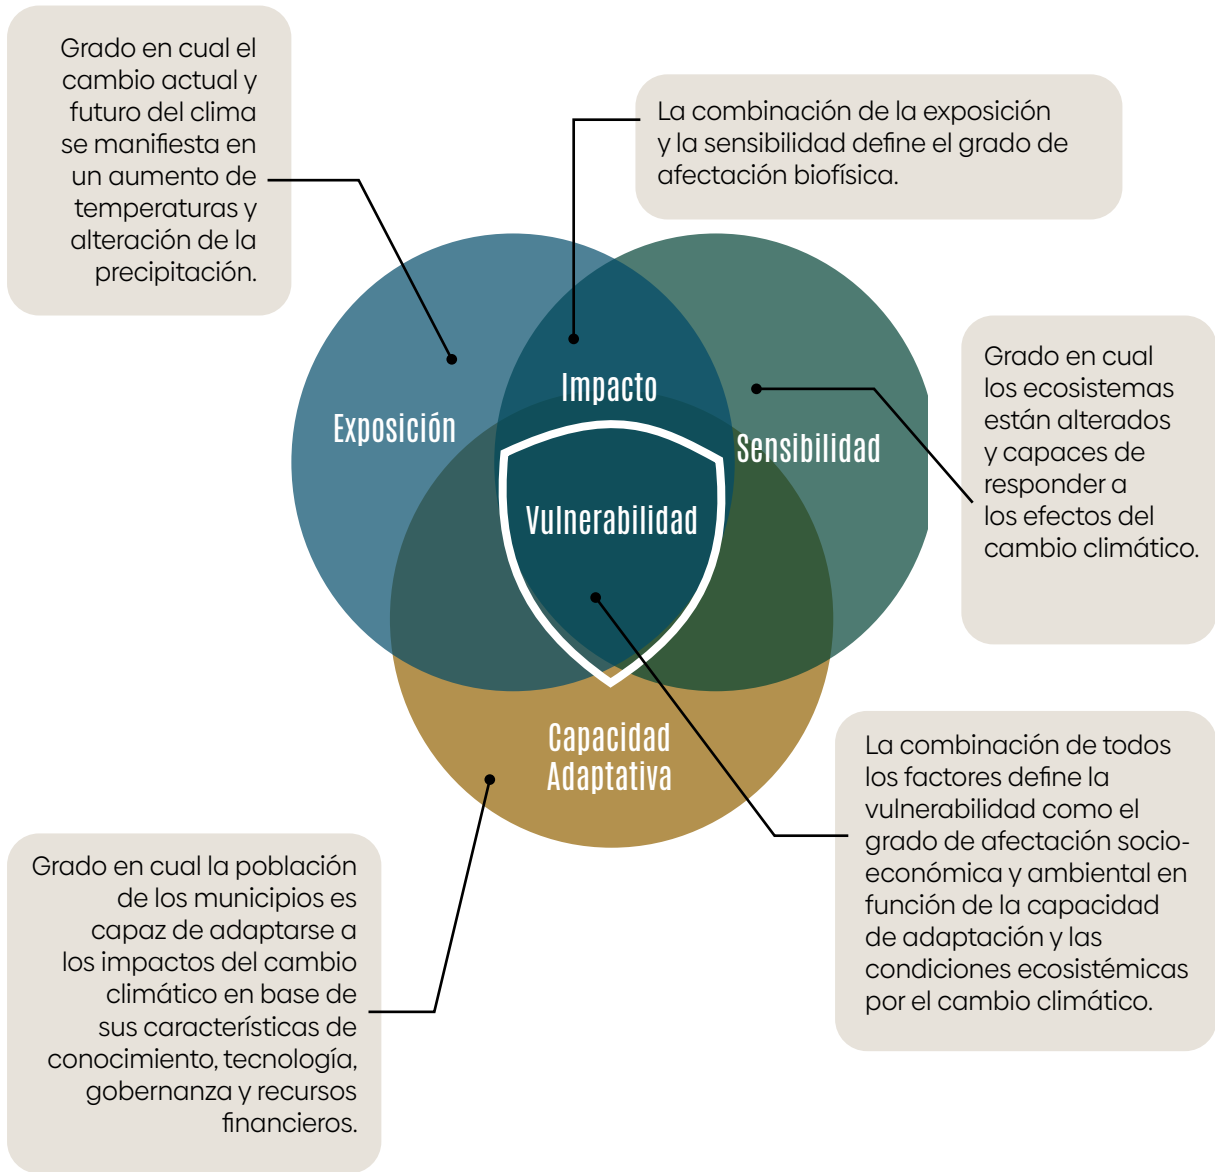 Grado en cual el
cambio actual y
futuro del clima
se manifiesta en
un aumento de
temperaturas y
alteración de la
precipitación.
La combinación de la exposición
y la sensibilidad define el grado de
afectación biofísica.
Impacto
Exposición
Sensibilidad
Vulnerabilidad
Grado en cual
los ecosistemas
están alterados
y capaces de
responder a
los efectos del
cambio climático.
Capacidad
Adaptativa
La combinación de todos
los factores define la
vulnerabilidad como el
grado de afectación socio-
económica y ambiental en
función de la capacidad
de adaptación y las
condiciones ecosistémicas
por el cambio climático.
Grado en cual la población
de los municipios es
capaz de adaptarse a
los impactos del cambio
climático en base de
sus características de
conocimiento, tecnología,
gobernanza y recursos
financieros.